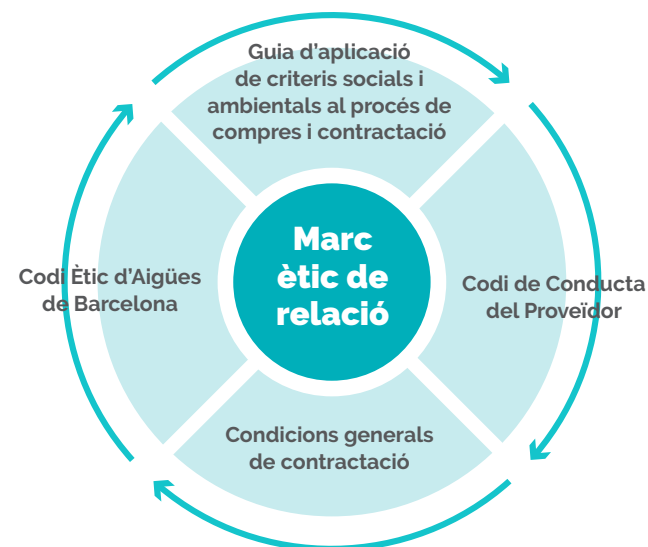 Guia d'aplicació
de criteris socials i
ambientals al procés de
compres i contractació
Marc
ètic de
relació
Codi Ètic d'Aigües
de Barcelona
Codi de Conducta
del Proveïdor
Condicions generals
de contractació